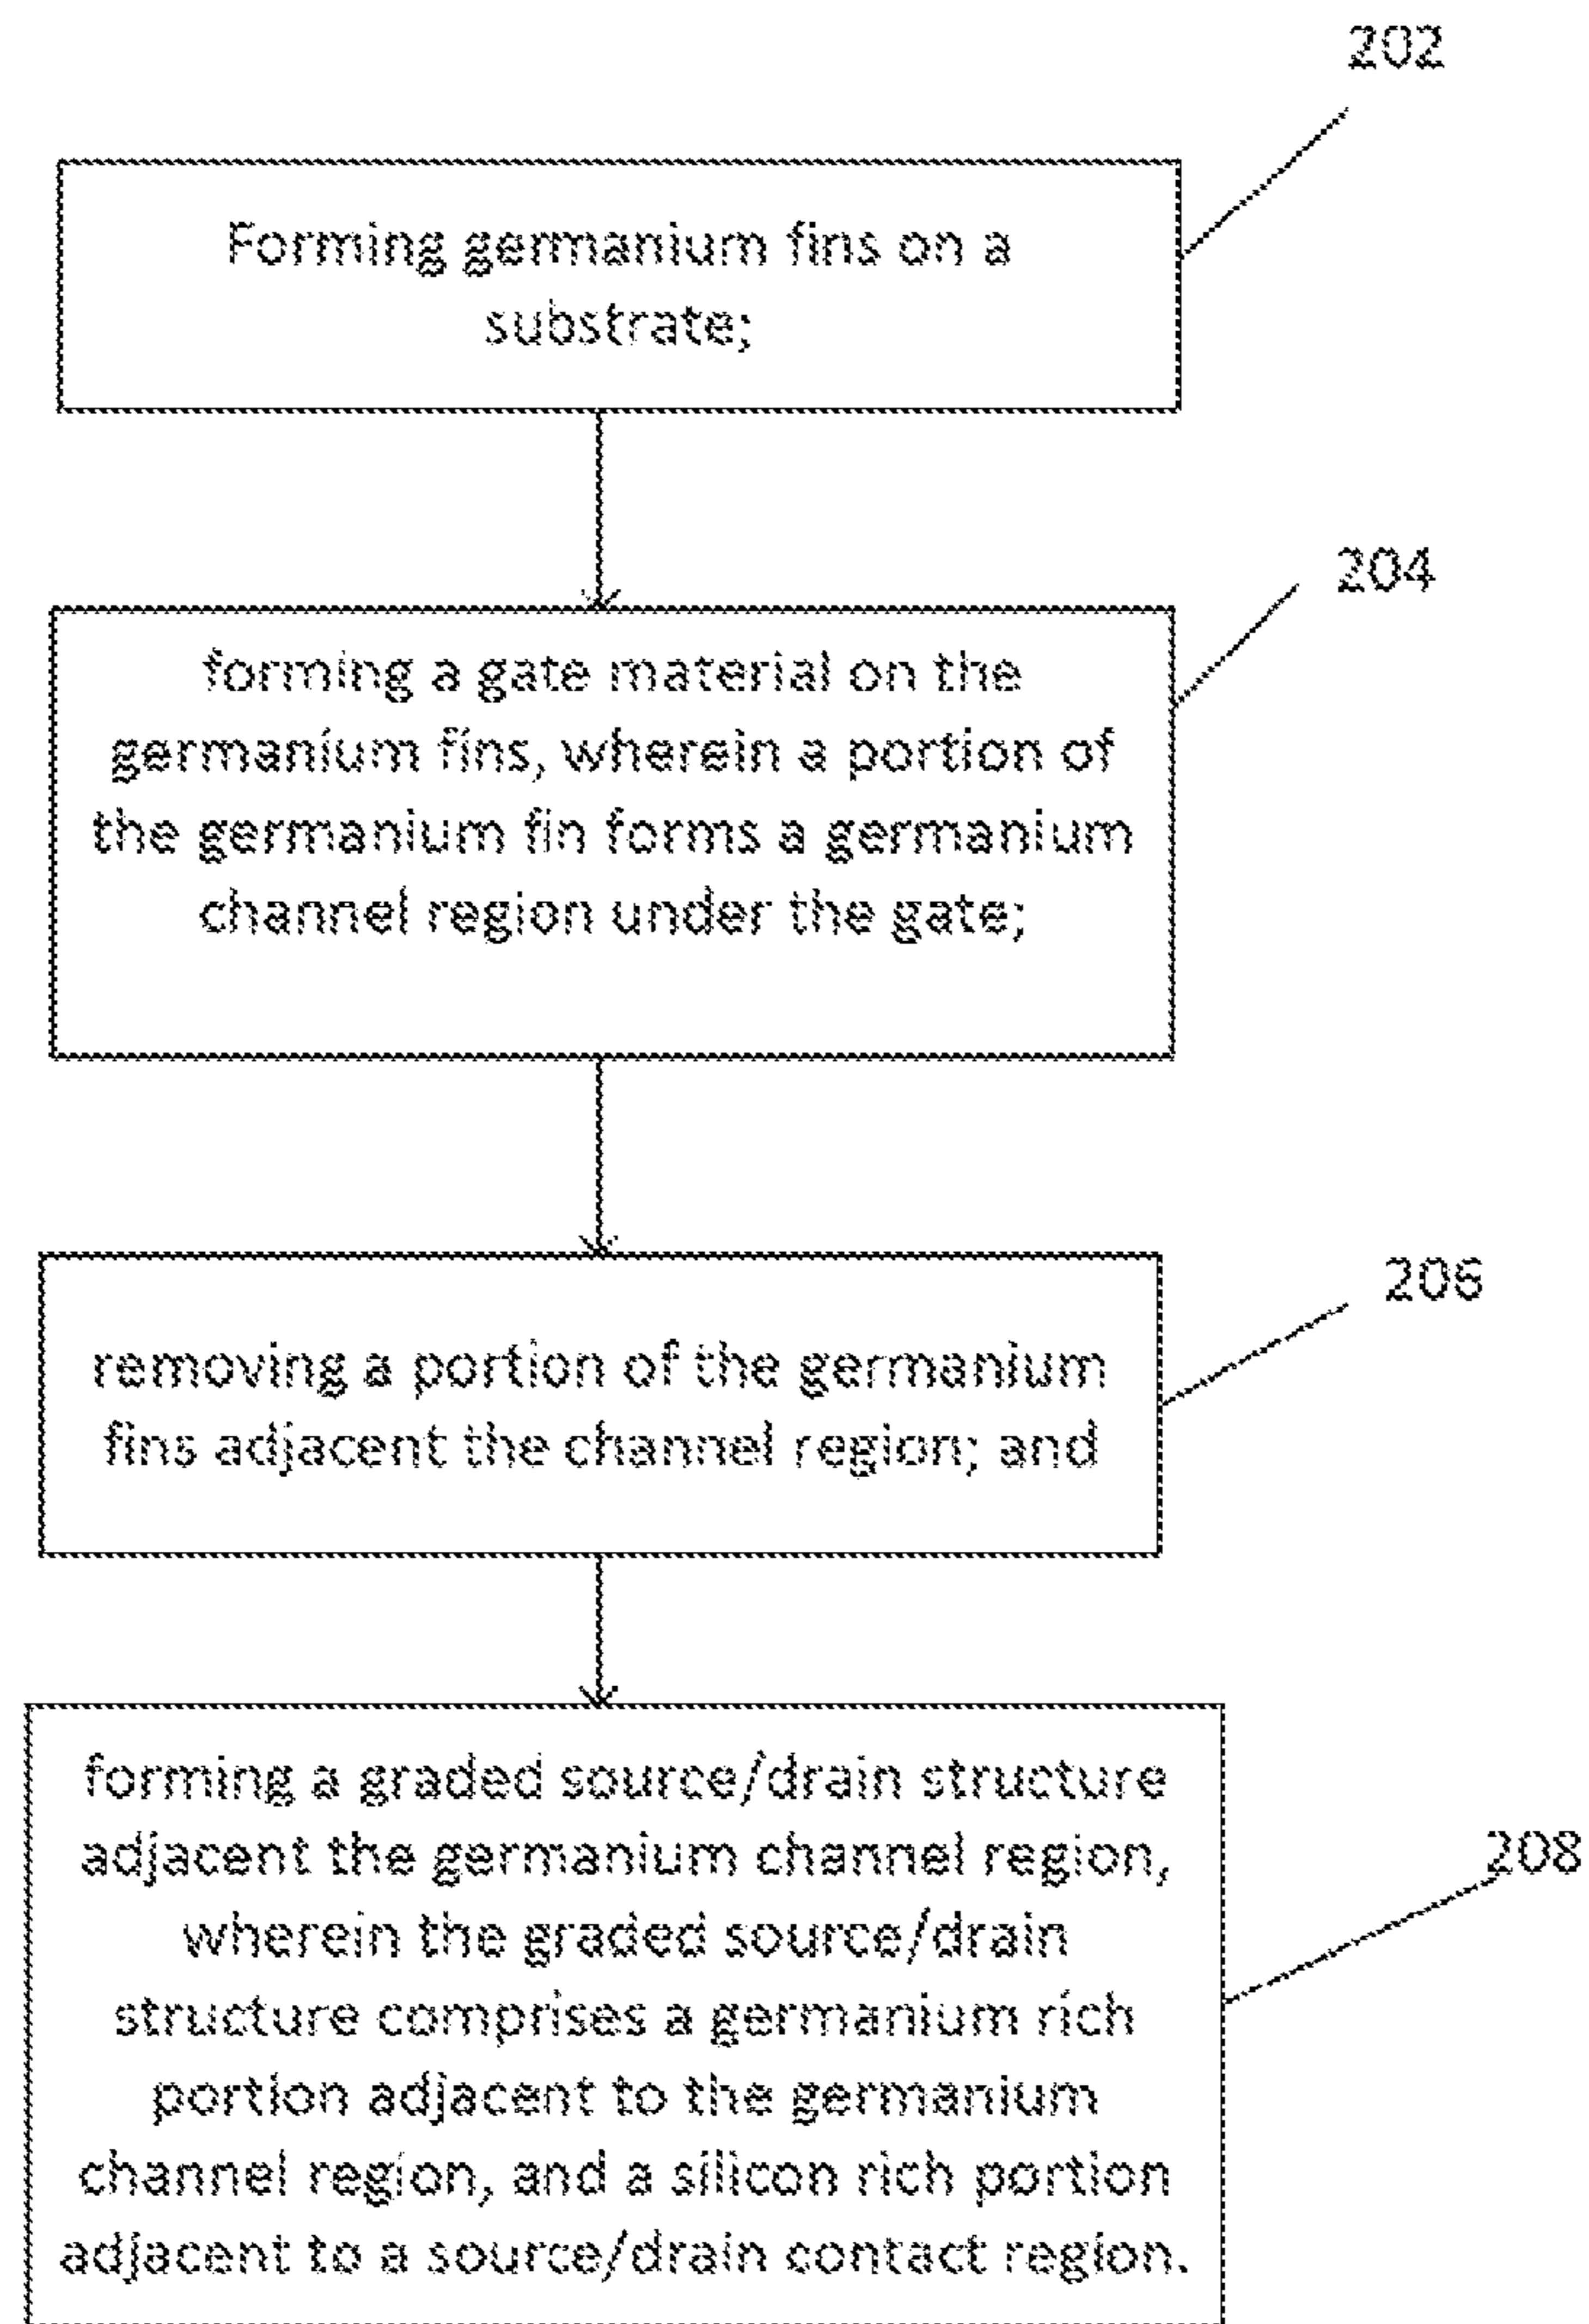 202
Forming germanium fins on a
substrate;
204
forming a gate material on the
germanium fins, wherein a portion of
the germanium fin forms a germanium
channel region under the gate;
206
removing a portion of the germanium
fins adjacent the channel region; and
forming a graded source/drain structure
adjacent the germanium channel region,
208
wherein the graded source/drain
structure comprises a germanium rich
portion adjacent to the germanium
channel region, and a silicon rich portion
adjacent to a source/drain contact region.